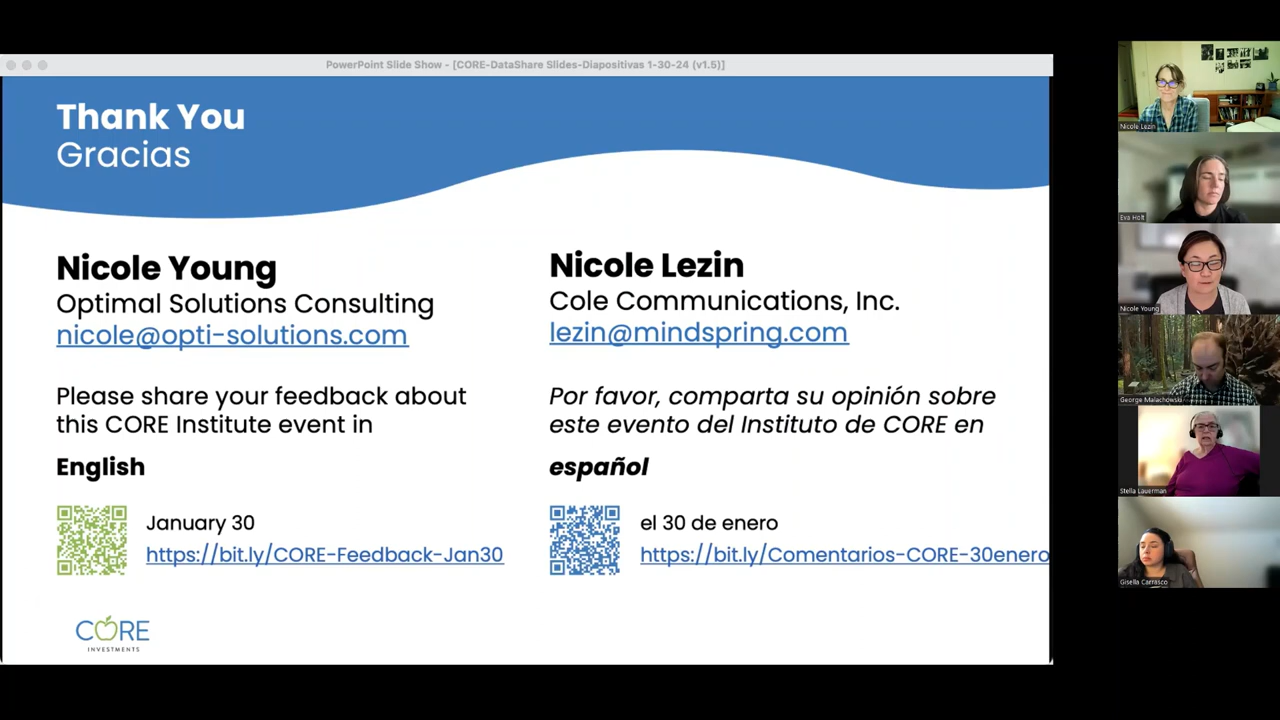 PowerPoint Slide Show - [CORE-DataShare Slides-Diapositivas 1-30-24 (v1.5)]
Thank You
Gracias
Nicole Young
Optimal Solutions Consulting
nicole@opti-solutions.com
Please share your feedback about
this CORE Institute event in
English
January 30
https://bit.ly/CORE-Feedback-Jan30
Nicole Lezin
Cole Communications, Inc.
lezin@mindspring.com
Por favor, comparta su opinión sobre
este evento del Instituto de CORE en
español
el 30 de enero
https://bit.ly/Comentarios-CORE-30enero
CORE
INVESTMENTS
Nicole Lezin
Eva Holt
Nicole Young
George Malachowski
Stella Lauerman
Gisella Carrasco